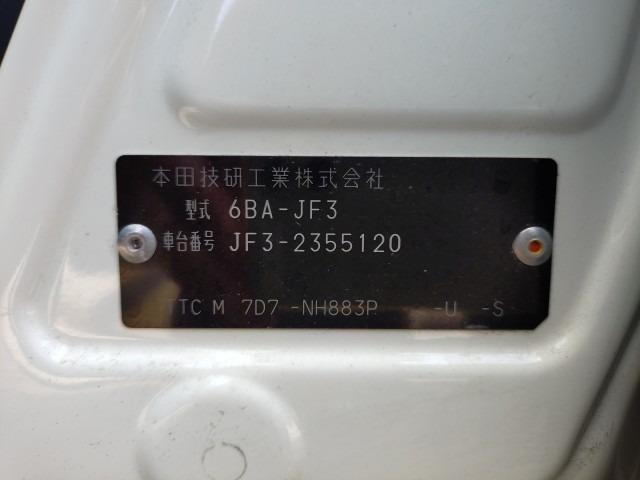 本田技研工業株式会社
型式 6BA-JF3
車台番号 JF3-2355120
TTC M 7D7 -NH883P -U -S